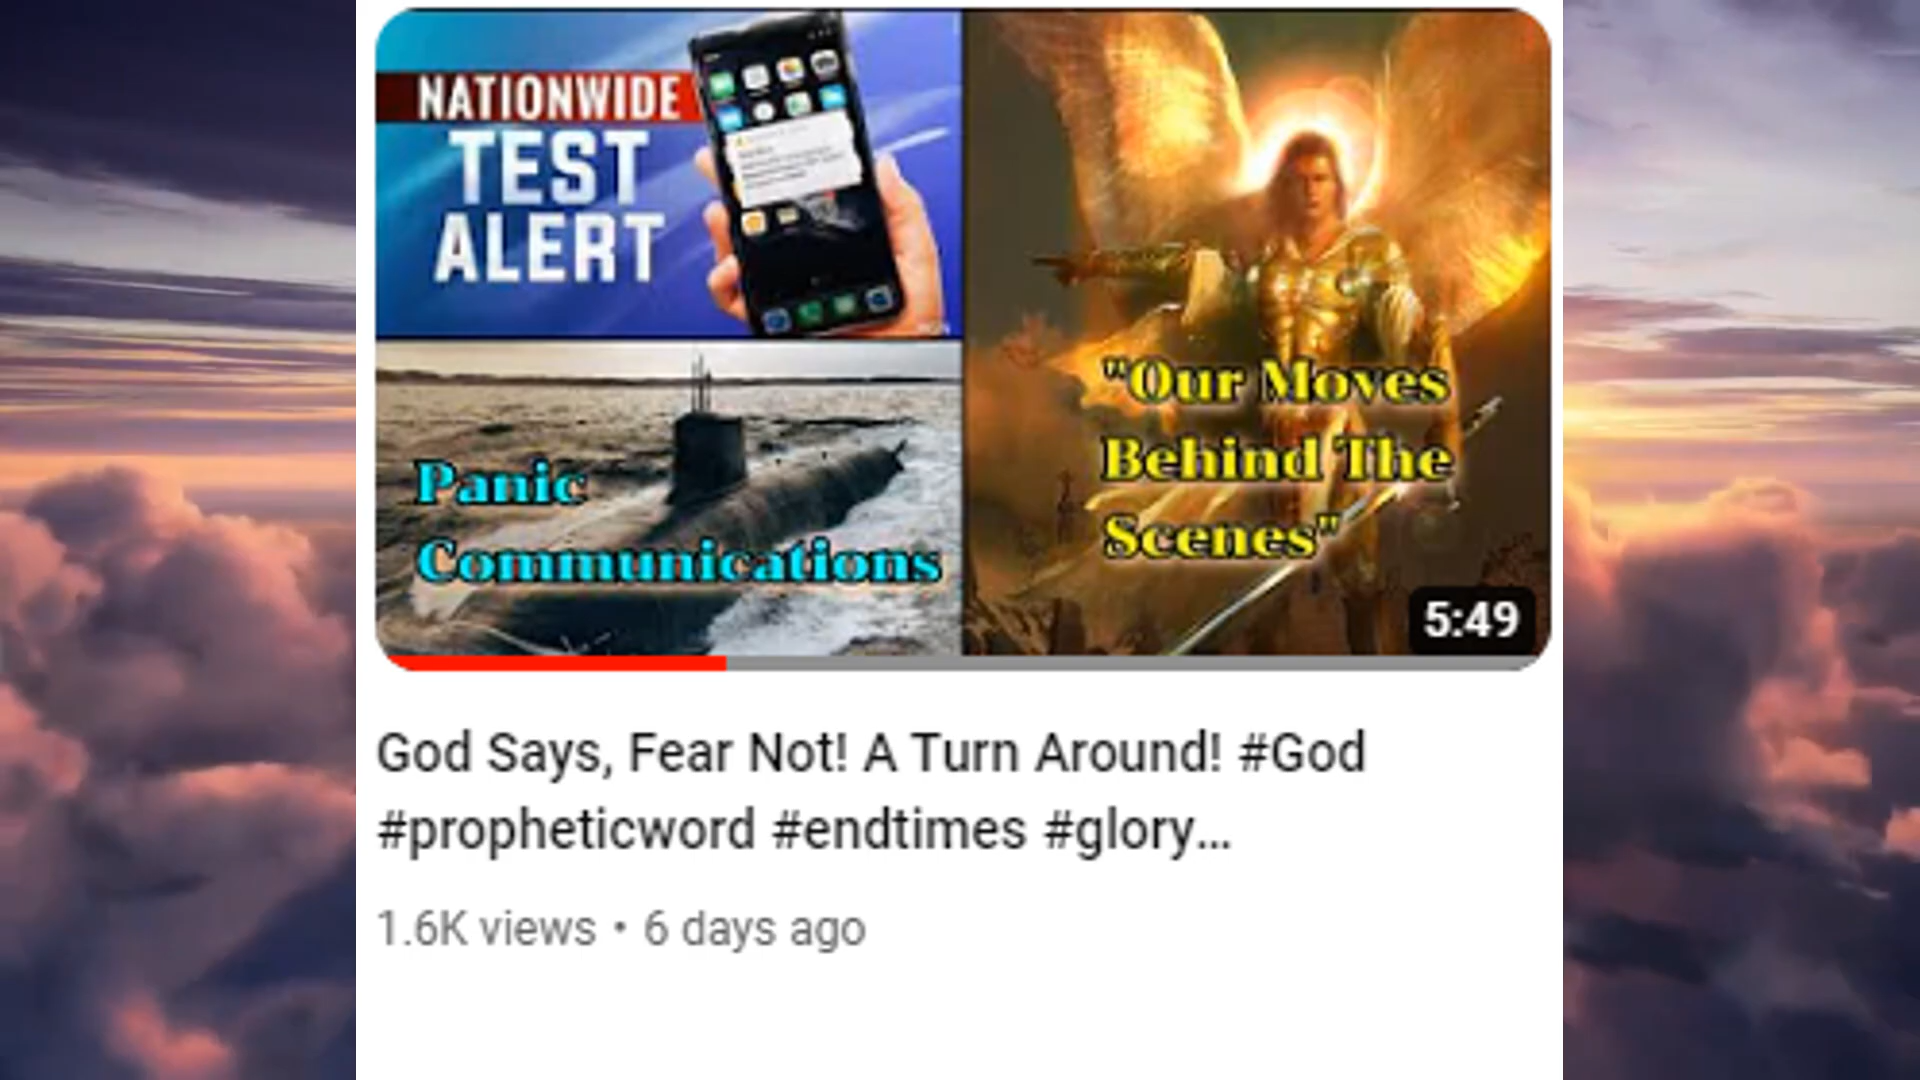 NATIONWIDE
TEST
ALERT
Panic
Communications
"Our Moves
Behind The
Scenes"
5:49
God Says, Fear Not! A Turn Around! #God
#propheticword #endtimes #glory...
1.6K views • 6 days ago